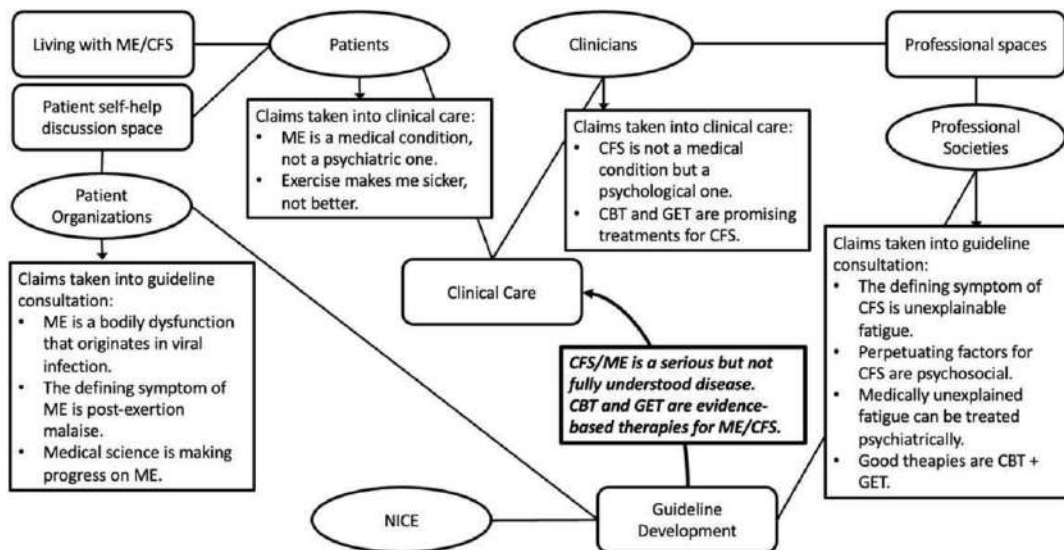 Living with ME/CFS
Patients
Clinicians
Professional spaces
Patient self-help
discussion space
Claims taken into clinical care:
• ME is a medical condition,
not a psychiatric one.
• Exercise makes me sicker,
not better.
Claims taken into clinical care:
• CFS is not a medical
condition but a
psychological one.
• CBT and GET are promising
treatments for CFS.
Professional
Societies
Patient
Organizations
Claims taken into guideline
consultation:
• ME is a bodily dysfunction
that originates in viral
infection.
• The defining symptom of
ME is post-exertion
malaise.
• Medical science is making
progress on ME.
Clinical Care
Claims taken into guideline
consultation:
• The defining symptom of
CFS is unexplainable
fatigue.
• Perpetuating factors for
CFS are psychosocial.
• Medically unexplained
fatigue can be treated
psychiatrically.
• Good theapies are CBT +
GET.
CFS/ME is a serious but not
fully understood disease.
CBT and GET are evidence-
based therapies for ME/CFS.
NICE
Guideline
Development